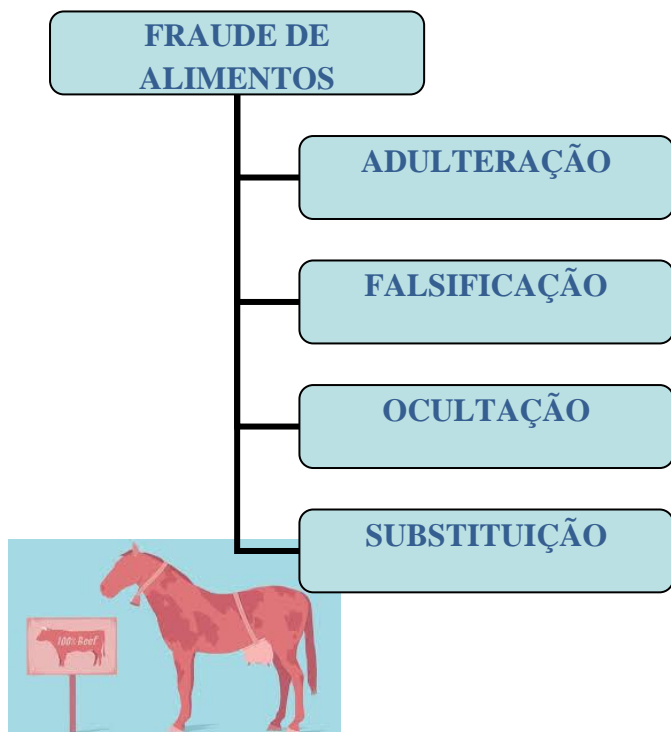 FRAUDE DE
ALIMENTOS
ADULTERAÇÃO
FALSIFICAÇÃO
OCULTAÇÃO
SUBSTITUIÇÃO
100% Beef